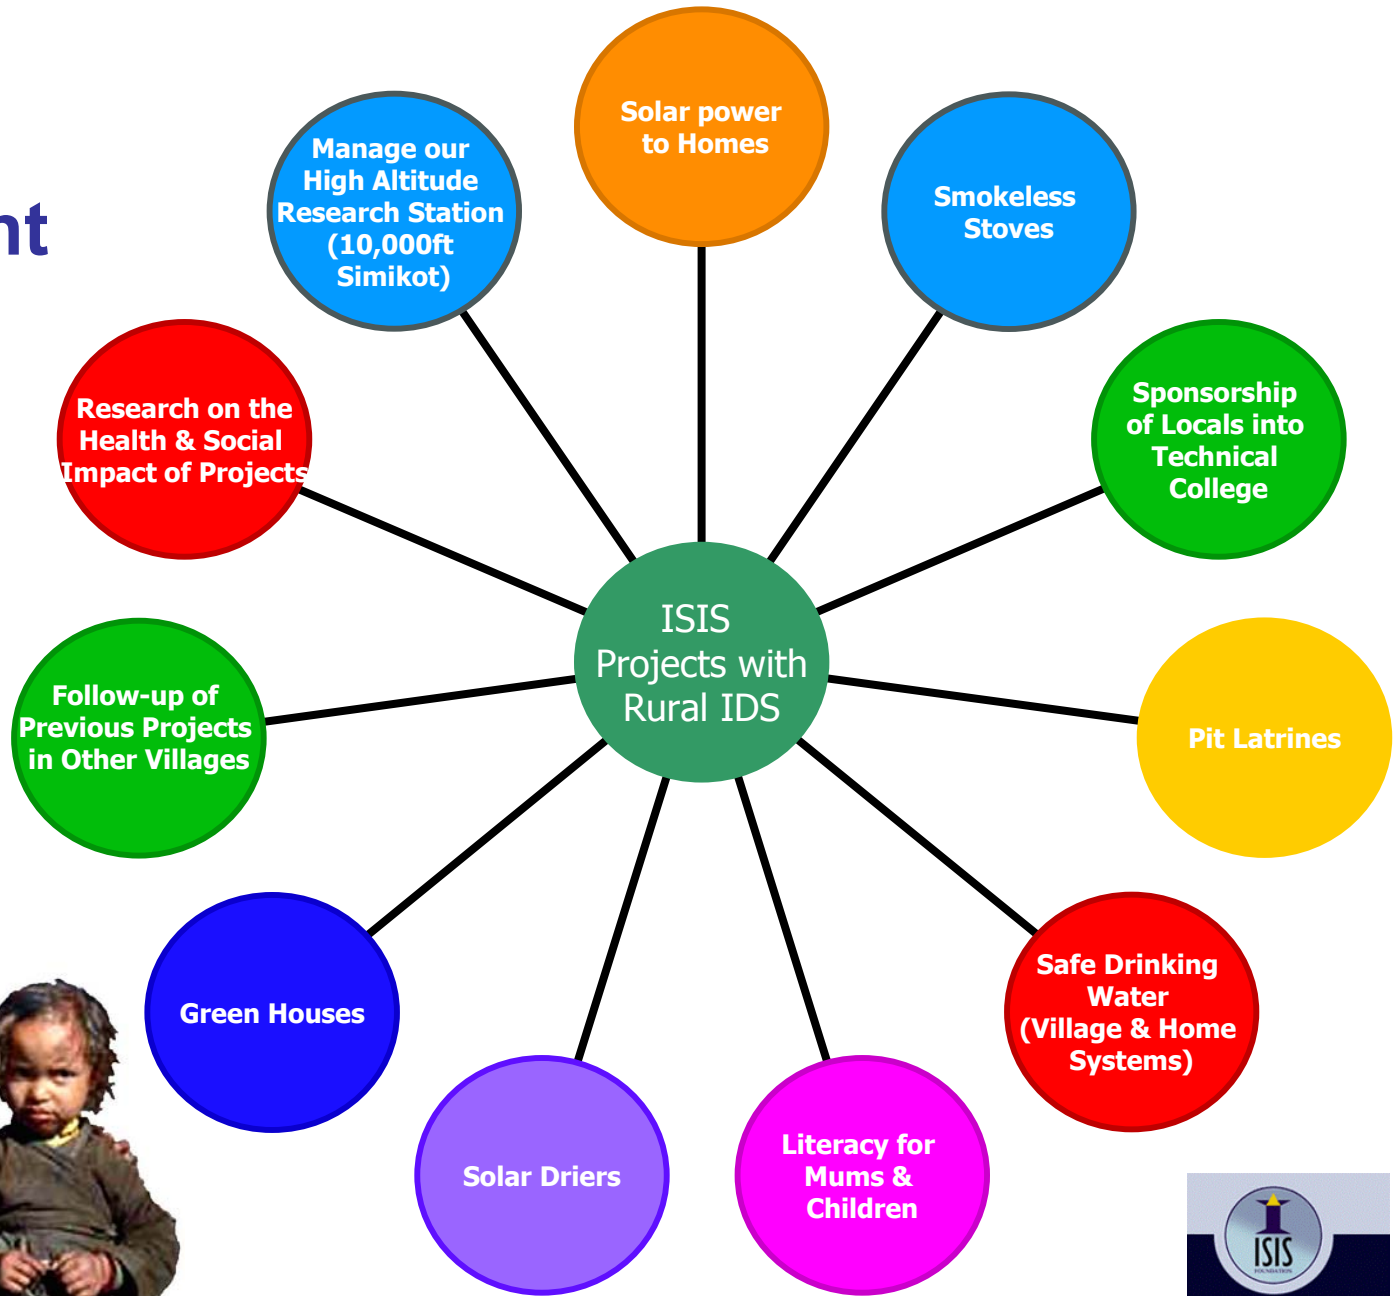 nt
Solar power
to Homes
Manage our
High Altitude
Research Station
(10,000ft
Simikot)
Smokeless
Stoves
Research on the
Health & Social
Impact of Projects
Sponsorship
of Locals into
Technical
College
ISIS
Projects with
Rural IDS
Follow-up of
Previous Projects
in Other Villages
Pit Latrines
Green Houses
Safe Drinking
Water
(Village & Home
Systems)
Solar Driers
Literacy for
Mums &
Children
ISIS
FOUNDATION